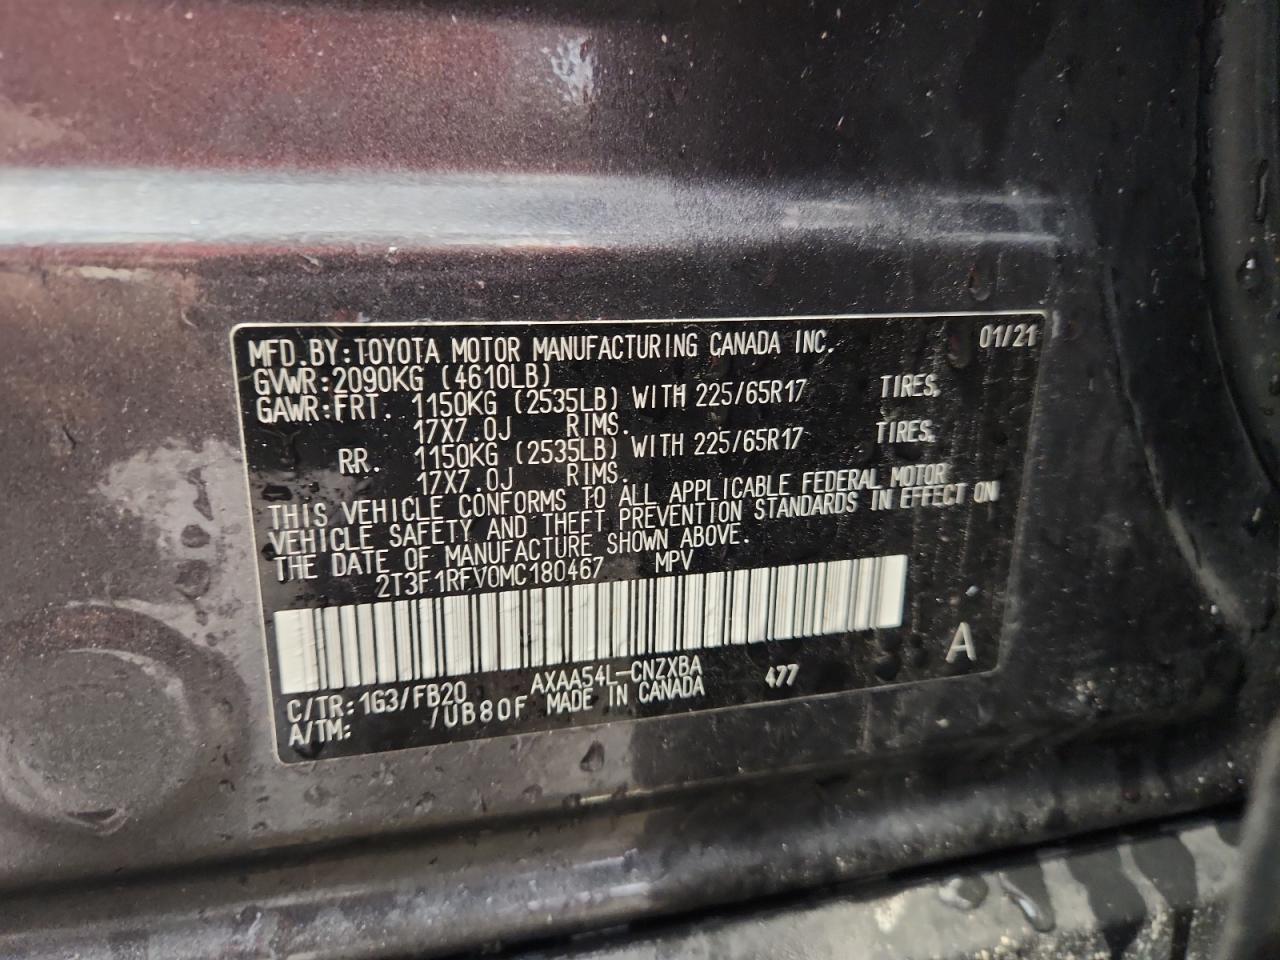 MFD.BY:TOYOTA MOTOR MANUFACTURING CANADA INC. 01/21
GVWR:2090KG (4610LB)
GAWR:FRT. 1150KG (2535LB) WITH 225/65R17 TIRES,
17X7.0J RIMS.
RR. 1150KG (2535LB) WITH 225/65R17 TIRES,
17X7.0J RIMS.
THIS VEHICLE CONFORMS TO ALL APPLICABLE FEDERAL MOTOR
VEHICLE SAFETY AND THEFT PREVENTION STANDARDS IN EFFECT ON
THE DATE OF MANUFACTURE SHOWN ABOVE.
2T3F1RFV0MC180467 MPV
A
C/TR:1G3/FB20 AXAA54L-CNZXBA 477
A/TM: /UB80F MADE IN CANADA